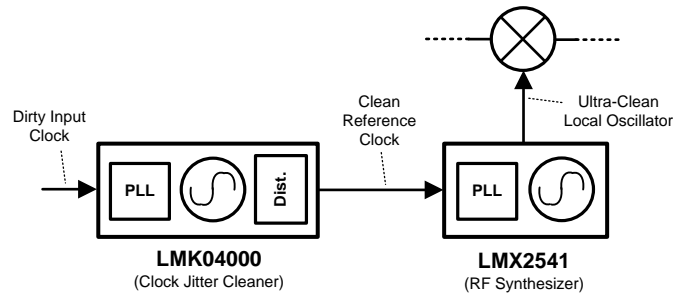 Dirty Input
Clock
Clean
Reference
Clock
Ultra-Clean
Local Oscillator
PLL
Dist.
PLL
LMK04000
(Clock Jitter Cleaner)
LMX2541
(RF Synthesizer)